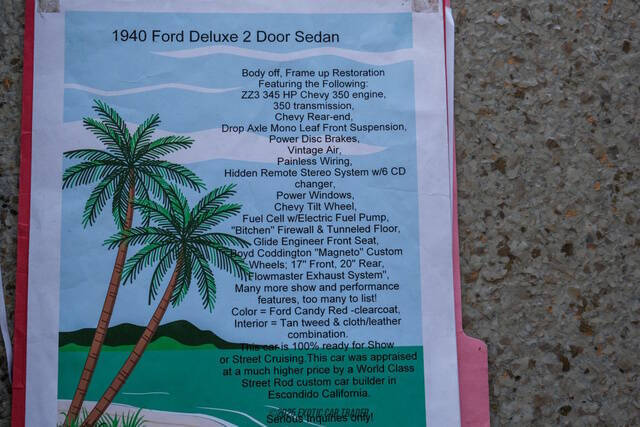 1940 Ford Deluxe 2 Door Sedan
Body off, Frame up Restoration
Featuring the Following:
ZZ3 345 HP Chevy 350 engine,
350 transmission,
Chevy Rear-end,
Drop Axle Mono Leaf Front Suspension,
Power Disc Brakes,
Vintage Air,
Painless Wiring,
Hidden Remote Stereo System w/6 CD
changer,
Power Windows,
Chevy Tilt Wheel,
Fuel Cell w/Electric Fuel Pump,
"Bitchen" Firewall & Tunneled Floor,
Glide Engineer Front Seat,
Boyd Coddington "Magneto" Custom
Wheels; 17" Front, 20" Rear,
"Flowmaster Exhaust System",
Many more show and performance
features, too many to list!
Color = Ford Candy Red -clearcoat,
Interior = Tan tweed & cloth/leather
combination.
This car is 100% ready for Show
or Street Cruising.This car was appraised
at a much higher price by a World Class
Street Rod custom car builder in
Escondido California.
©2025 EXOTIC CAR TRADER
Serious Inquiries only!